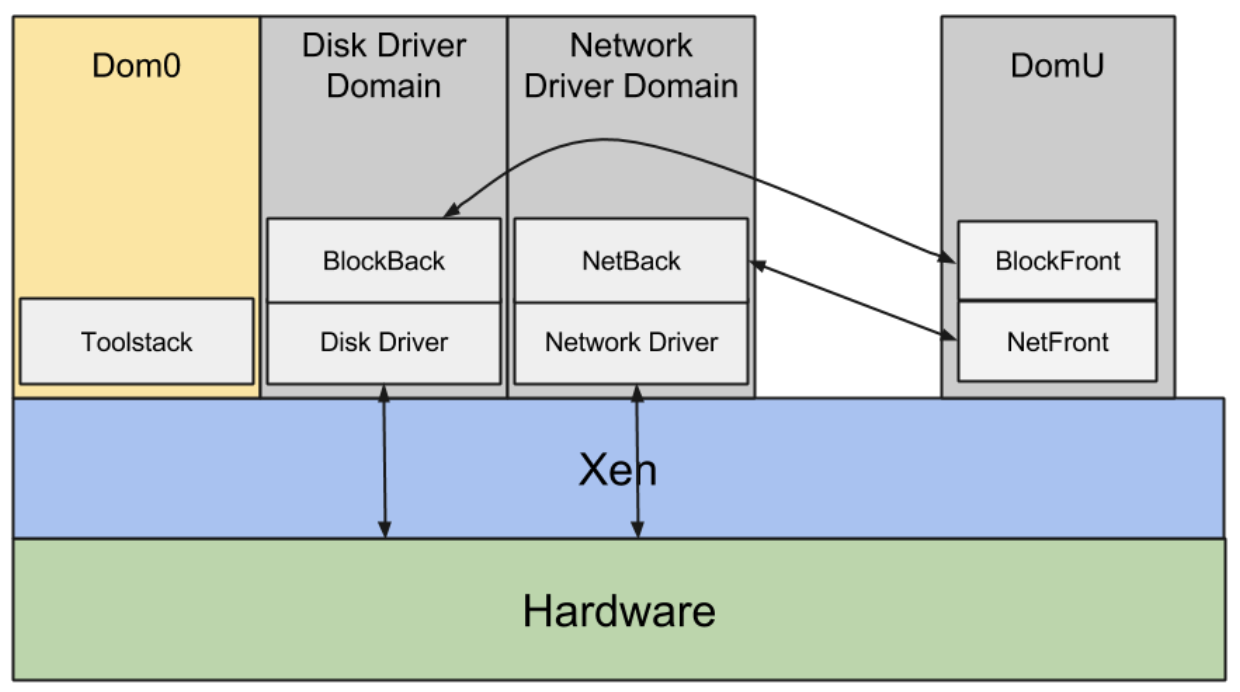 Dom0
Disk Driver
Domain
Network
Driver Domain
DomU
BlockBack
NetBack
BlockFront
Toolstack
Disk Driver
Network Driver
NetFront
Xen
Hardware